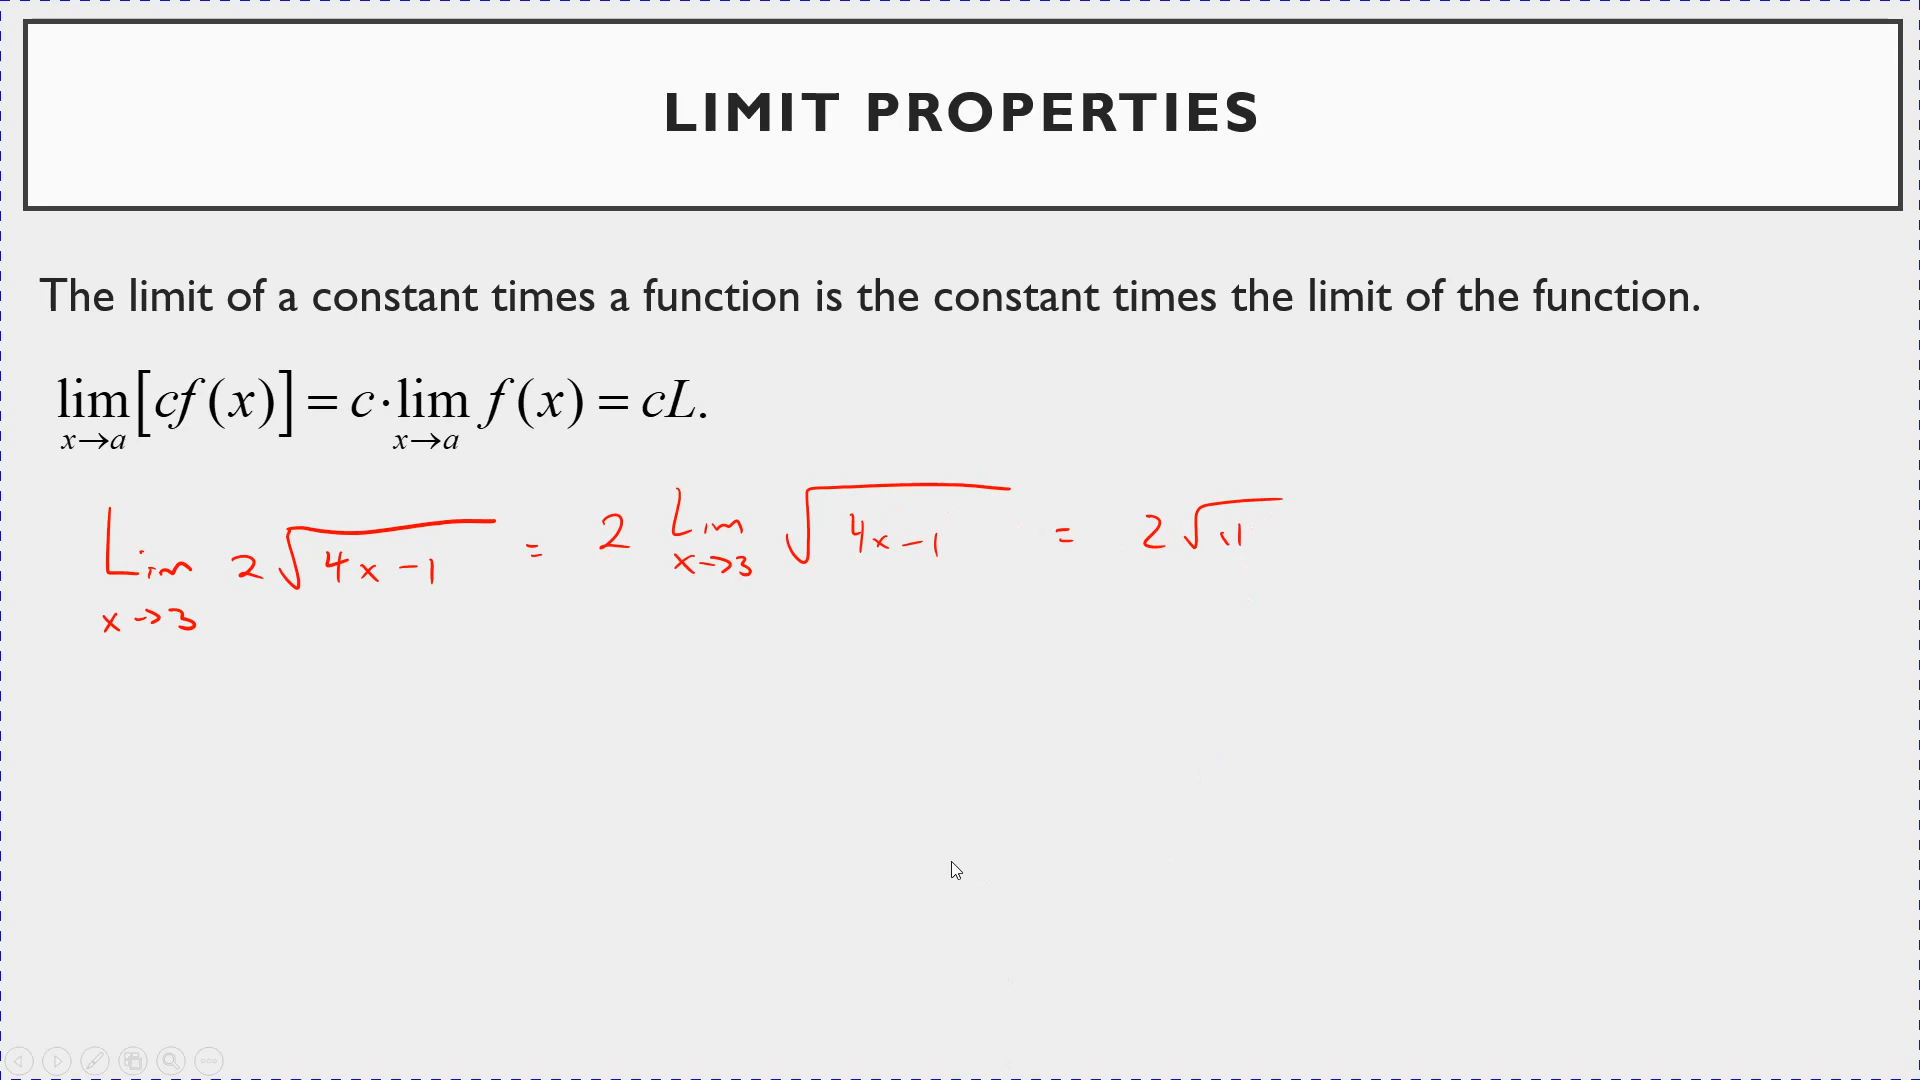 LIMIT PROPERTIES
The limit of a constant times a function is the constant times the limit of the function.
lim x→a [cf(x)] = c·lim x→a f(x) = cL.
Lim x→3 2√(4x-1) = 2 Lim x→3 √(4x-1) = 2√11